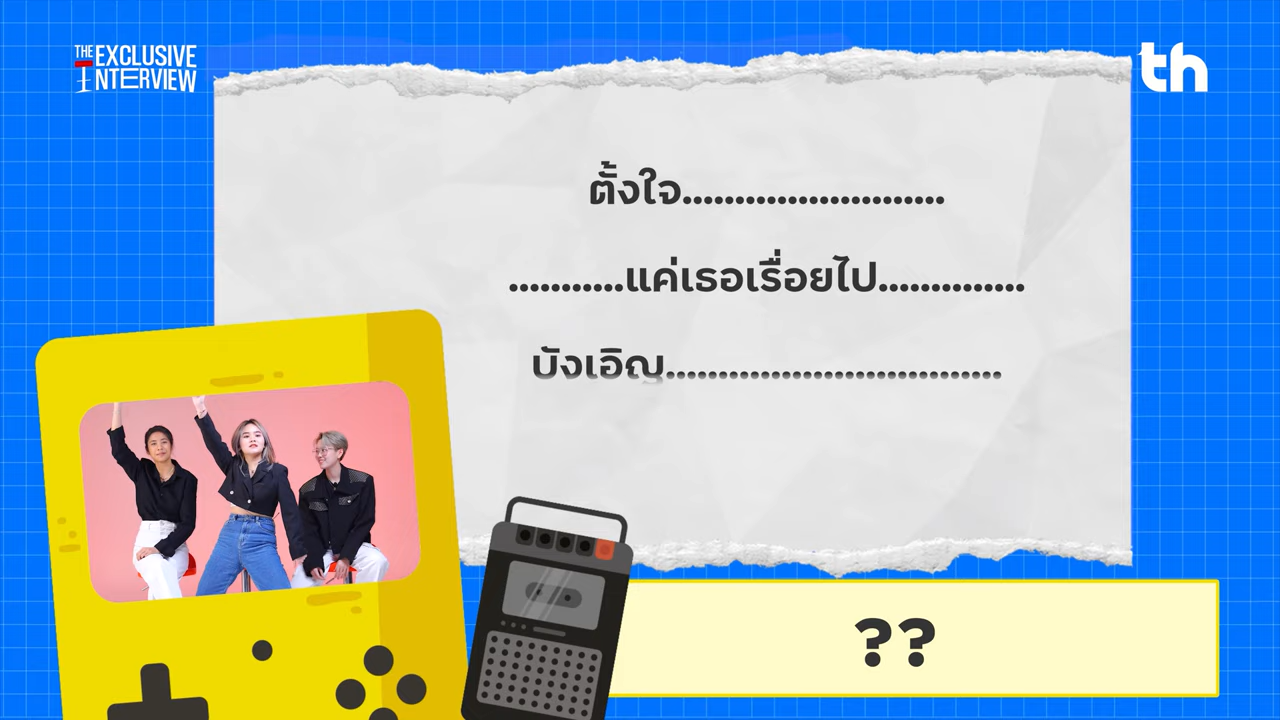 THE EXCLUSIVE
INTERVIEW
th
ตั้งใจ.........................
...........แค่เธอเรื่อยไป..............
บังเอิญ................................
??